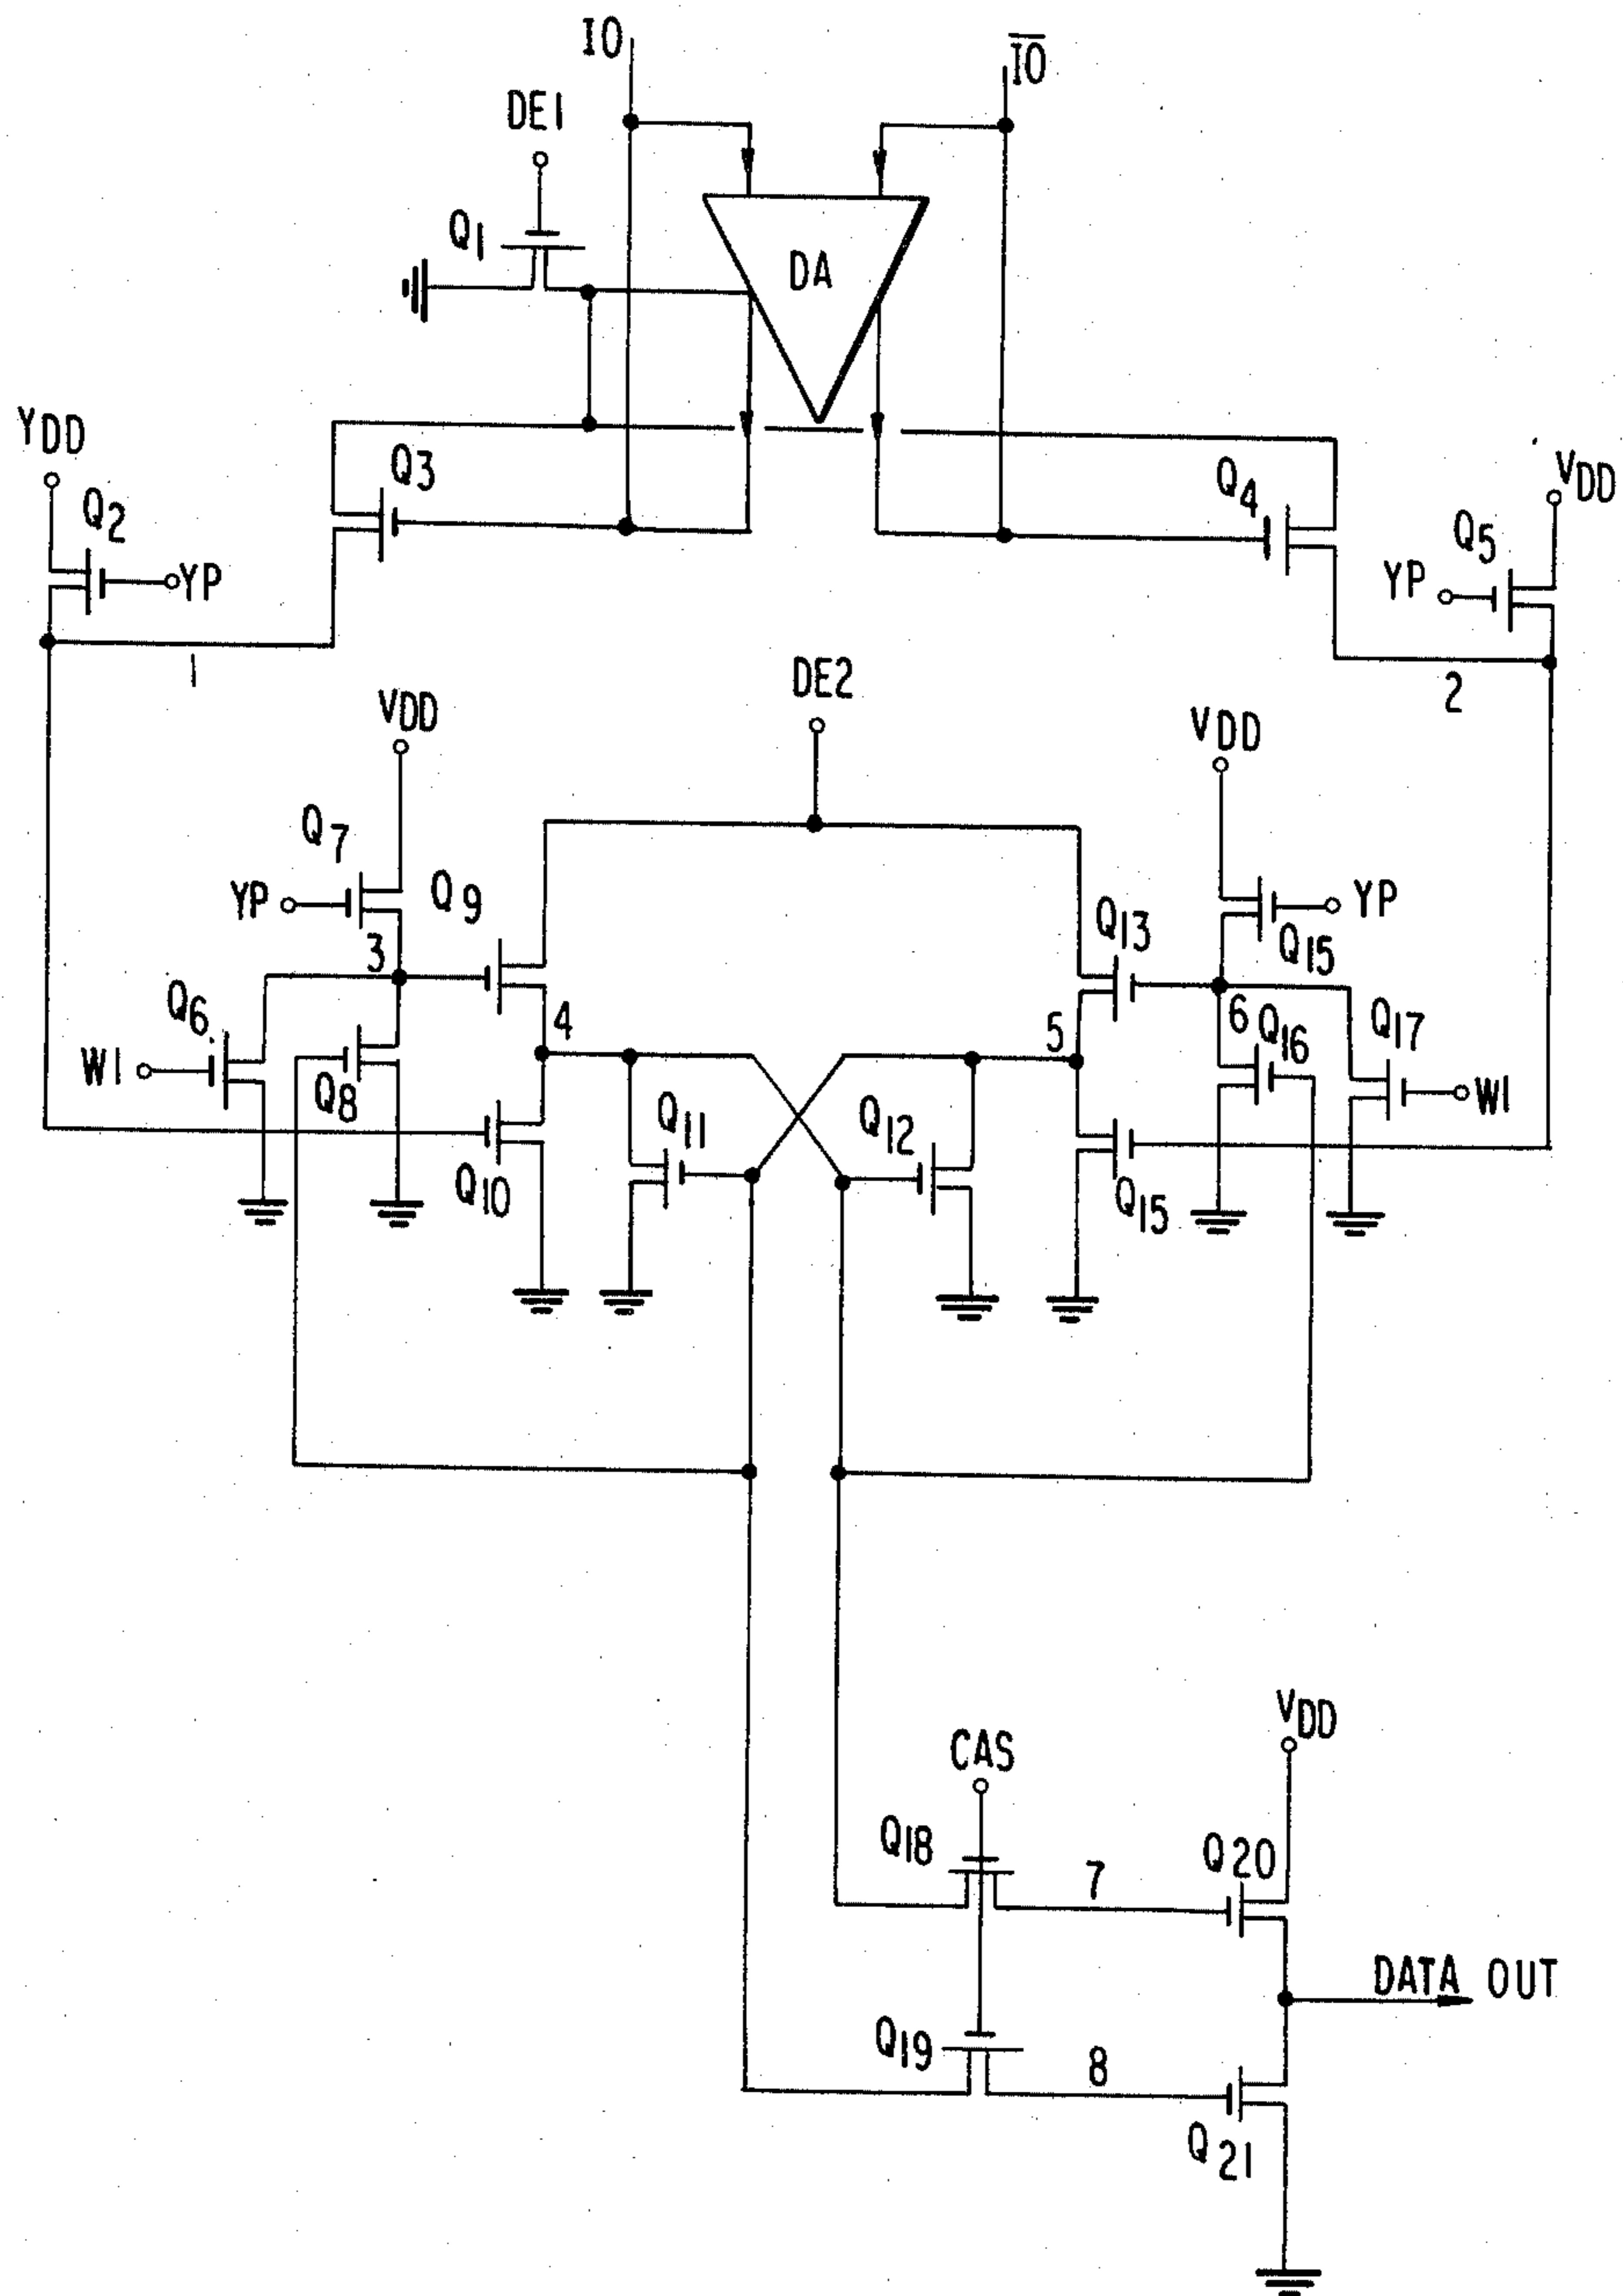 IO
I̅O̅
DE1
Q1
DA
YDD
Q3
Q4
VDD
Q2
Q5
YP
YP
1
2
DE2
VDD
VDD
Q7
Q9
YP
YP
Q13
Q15
3
Q6
4
5
6
Q16
Q17
W1
W1
Q8
Q11
Q12
Q10
Q15
CAS
VDD
Q18
7
Q20
DATA OUT
Q19
8
Q21